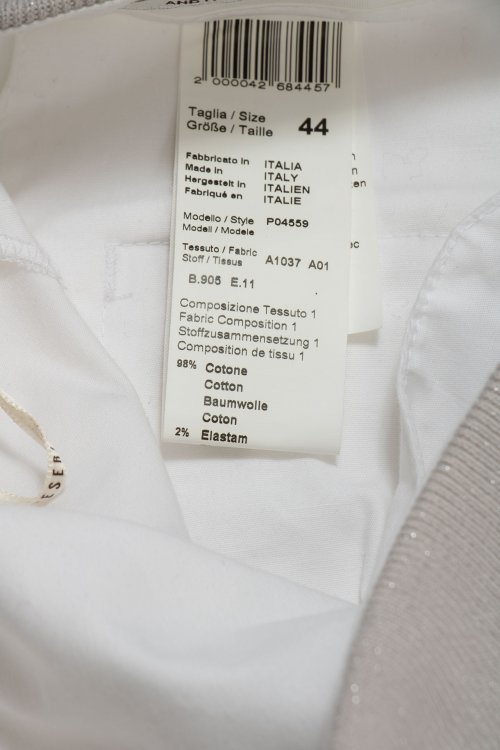 2 000042 684457
Taglia / Size
Größe / Taille 44
Fabbricato in ITALIA
Made in ITALY
Hergestelt in ITALIEN
Fabriqué en ITALIE
Modello / Style P04559
Modell / Modele
Tessuto / Fabric
Stoff / Tissus A1037 A01
B.905 E.11
Composizione Tessuto 1
Fabric Composition 1
Stoffzusammensetzung 1
Composition de tissu 1
98% Cotone
Cotton
Baumwolle
Coton
2% Elastam